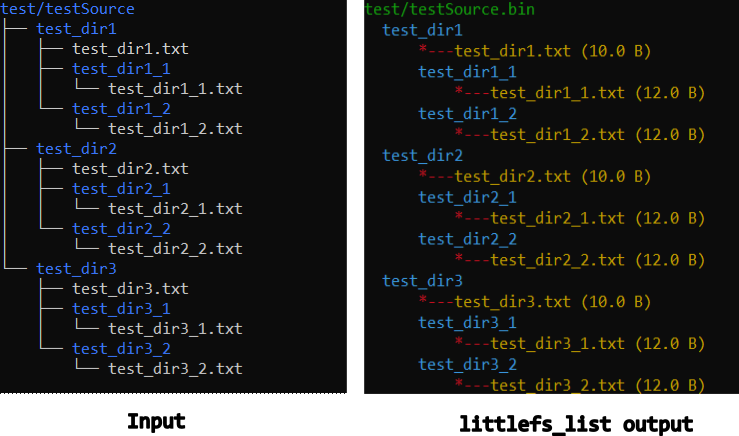 test/testSource
├── test_dir1
│   ├── test_dir1.txt
│   ├── test_dir1_1
│   │   └── test_dir1_1.txt
│   └── test_dir1_2
│       └── test_dir1_2.txt
├── test_dir2
│   ├── test_dir2.txt
│   ├── test_dir2_1
│   │   └── test_dir2_1.txt
│   └── test_dir2_2
│       └── test_dir2_2.txt
└── test_dir3
    ├── test_dir3.txt
    ├── test_dir3_1
    │   └── test_dir3_1.txt
    └── test_dir3_2
        └── test_dir3_2.txt
Input
test/testSource.bin
  test_dir1
      *---test_dir1.txt (10.0 B)
      test_dir1_1
          *---test_dir1_1.txt (12.0 B)
      test_dir1_2
          *---test_dir1_2.txt (12.0 B)
  test_dir2
      *---test_dir2.txt (10.0 B)
      test_dir2_1
          *---test_dir2_1.txt (12.0 B)
      test_dir2_2
          *---test_dir2_2.txt (12.0 B)
  test_dir3
      *---test_dir3.txt (10.0 B)
      test_dir3_1
          *---test_dir3_1.txt (12.0 B)
      test_dir3_2
          *---test_dir3_2.txt (12.0 B)
littlefs_list output